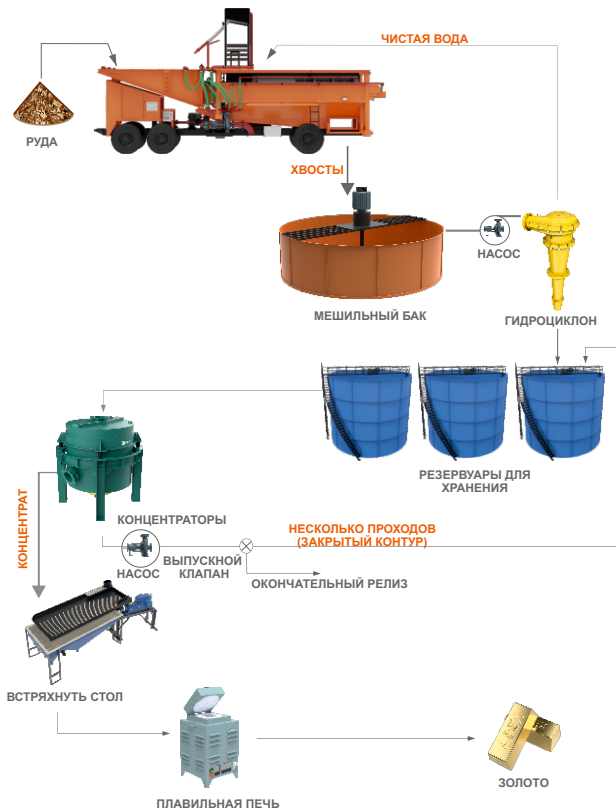 ЧИСТАЯ ВОДА
РУДА
ХВОСТЫ
НАСОС
МЕШИЛЬНЫЙ БАК
ГИДРОЦИКЛОН
РЕЗЕРВУАРЫ ДЛЯ
ХРАНЕНИЯ
КОНЦЕНТРАТ
КОНЦЕНТРАТОРЫ
НЕСКОЛЬКО ПРОХОДОВ
(ЗАКРЫТЫЙ КОНТУР)
НАСОС
ВЫПУСКНОЙ
КЛАПАН
ОКОНЧАТЕЛЬНЫЙ РЕЛИЗ
ВСТРЯХНУТЬ СТОЛ
ПЛАВИЛЬНАЯ ПЕЧЬ
ЗОЛОТО